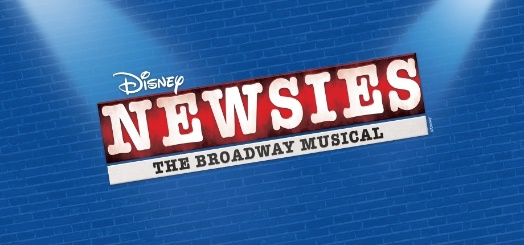 Disney
NEWSIES
THE BROADWAY MUSICAL